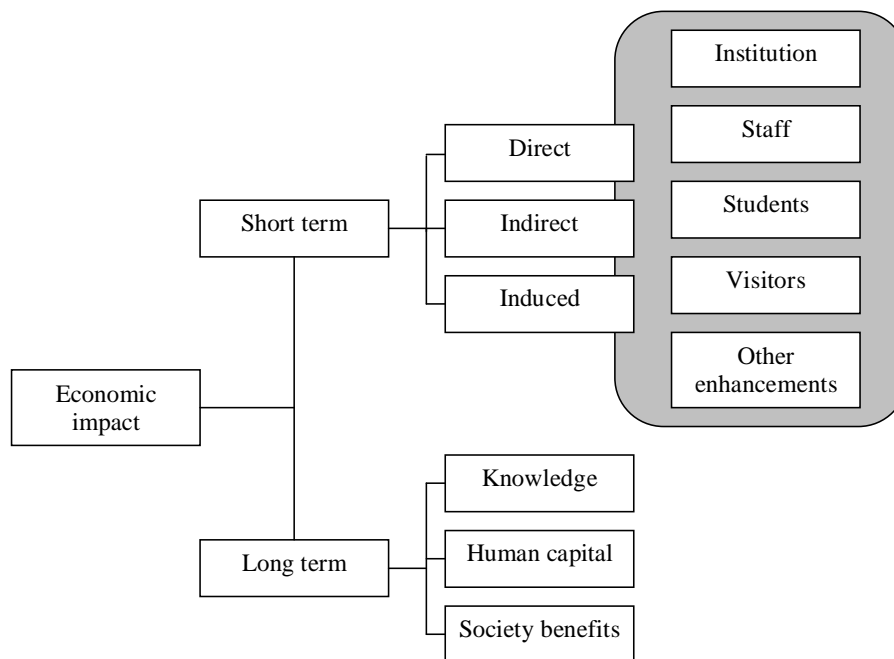 Institution
Staff
Direct
Students
Short term
Indirect
Visitors
Induced
Other
enhancements
Economic
impact
Knowledge
Human capital
Long term
Society benefits